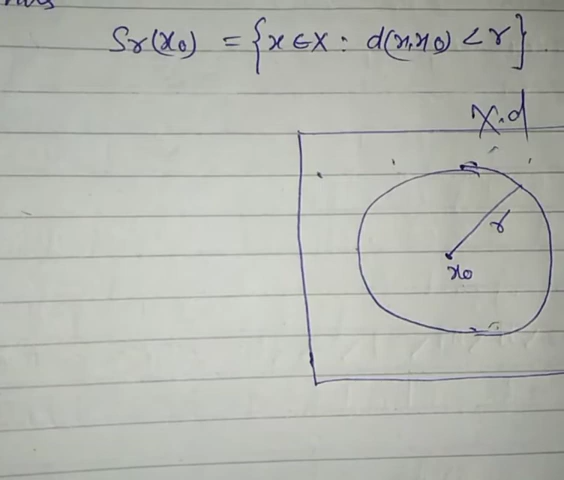 Sr(x0) = {x ∈ X : d(x,x0) < r}
X.d
r
x0